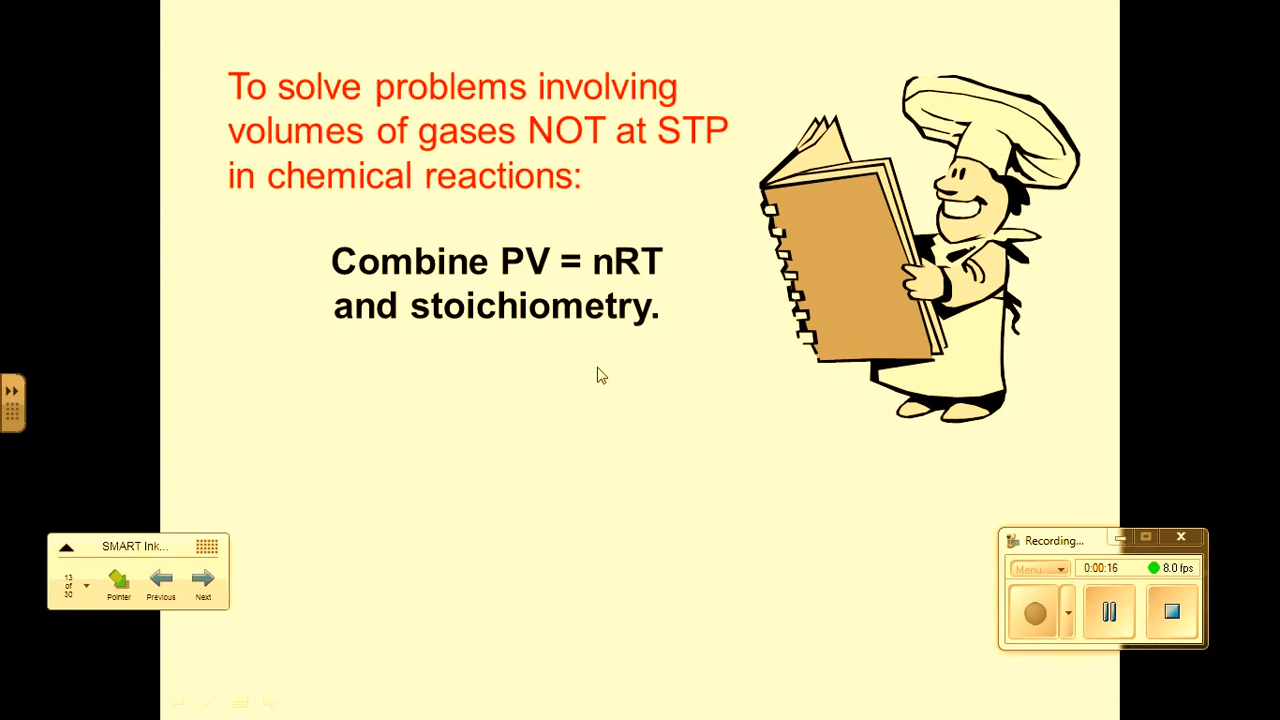 To solve problems involving
volumes of gases NOT at STP
in chemical reactions:
Combine PV = nRT
and stoichiometry.
SMART Ink...
13
of
30
Pointer
Previous
Next
Recording...
Menu
0:00:16
8.0 fps